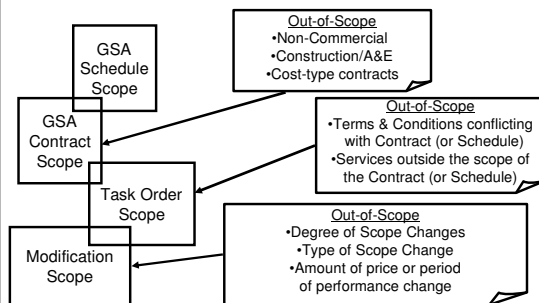 GSA
Schedule
Scope
GSA
Contract
Scope
Task Order
Scope
Modification
Scope
Out-of-Scope
•Non-Commercial
•Construction/A&E
•Cost-type contracts
Out-of-Scope
•Terms & Conditions conflicting
with Contract (or Schedule)
•Services outside the scope of
the Contract (or Schedule)
Out-of-Scope
•Degree of Scope Changes
•Type of Scope Change
•Amount of price or period
of performance change